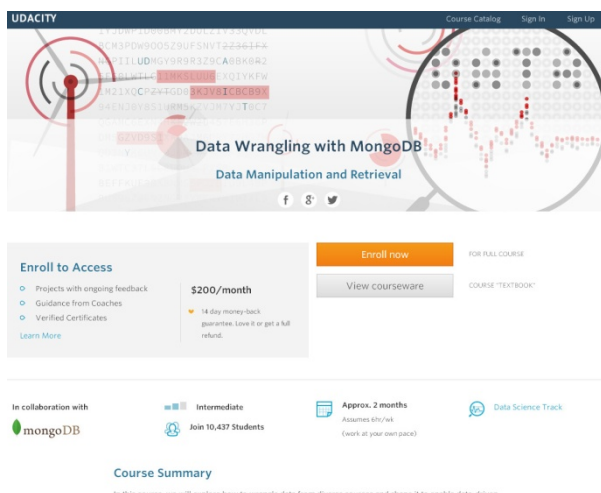 UDACITY
Course Catalog Sign In Sign Up
Data Wrangling with MongoDB
Data Manipulation and Retrieval
Enroll to Access
Projects with ongoing feedback
Guidance from Coaches
Verified Certificates
Learn More
$200/month
14 day money-back
guarantee. Love it or get a full
refund.
Enroll now
FOR FULL COURSE
View courseware
COURSE "TEXTBOOK"
In collaboration with
mongoDB
Intermediate
Join 10,437 Students
Approx. 2 months
Assumes 6hr/wk
(work at your own pace)
Data Science Track
Course Summary